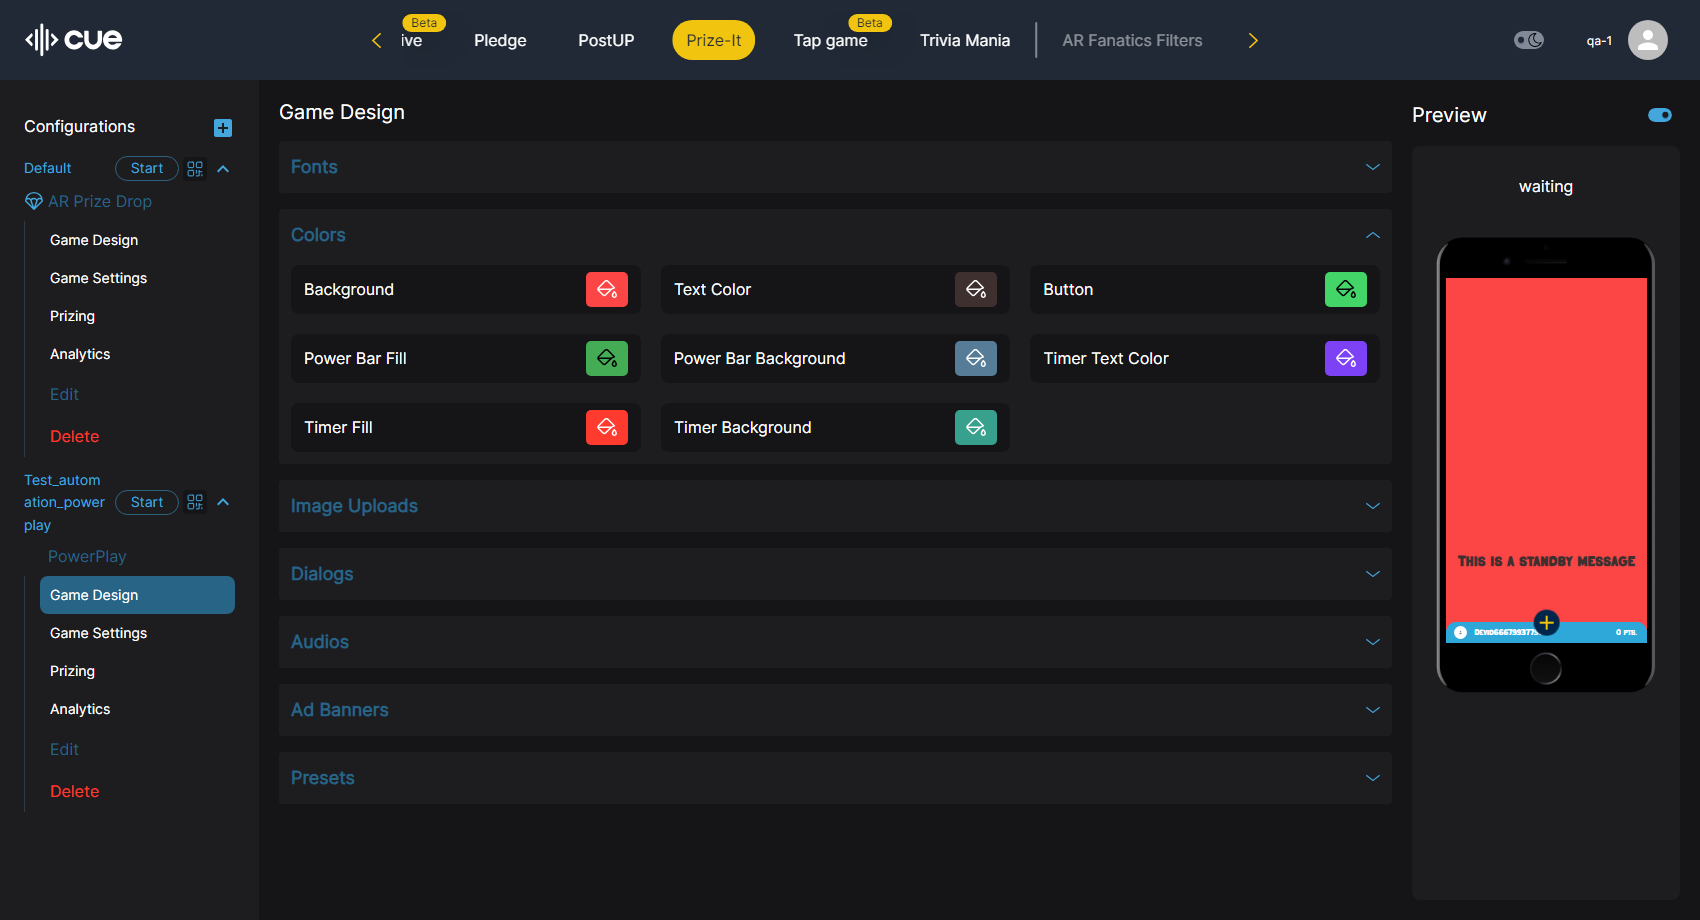 cue
Beta
ive
Pledge
PostUP
Prize-It
Beta
Tap game
Trivia Mania
AR Fanatics Filters
qa-1
Configurations
Default
Start
AR Prize Drop
Game Design
Game Settings
Prizing
Analytics
Edit
Delete
Test_autom
ation_power
play
Start
PowerPlay
Game Design
Game Settings
Prizing
Analytics
Edit
Delete
Game Design
Fonts
Colors
Background
Text Color
Button
Power Bar Fill
Power Bar Background
Timer Text Color
Timer Fill
Timer Background
Image Uploads
Dialogs
Audios
Ad Banners
Presets
Preview
waiting
This is a standby message
0 pts.